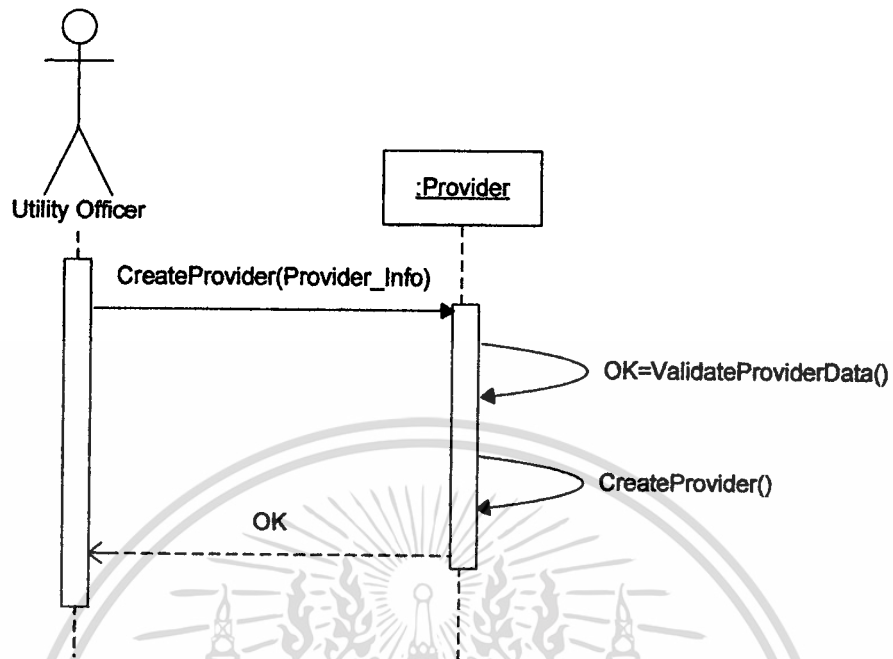 Utility Officer
:Provider
CreateProvider(Provider_Info)
OK=ValidateProviderData()
CreateProvider()
OK